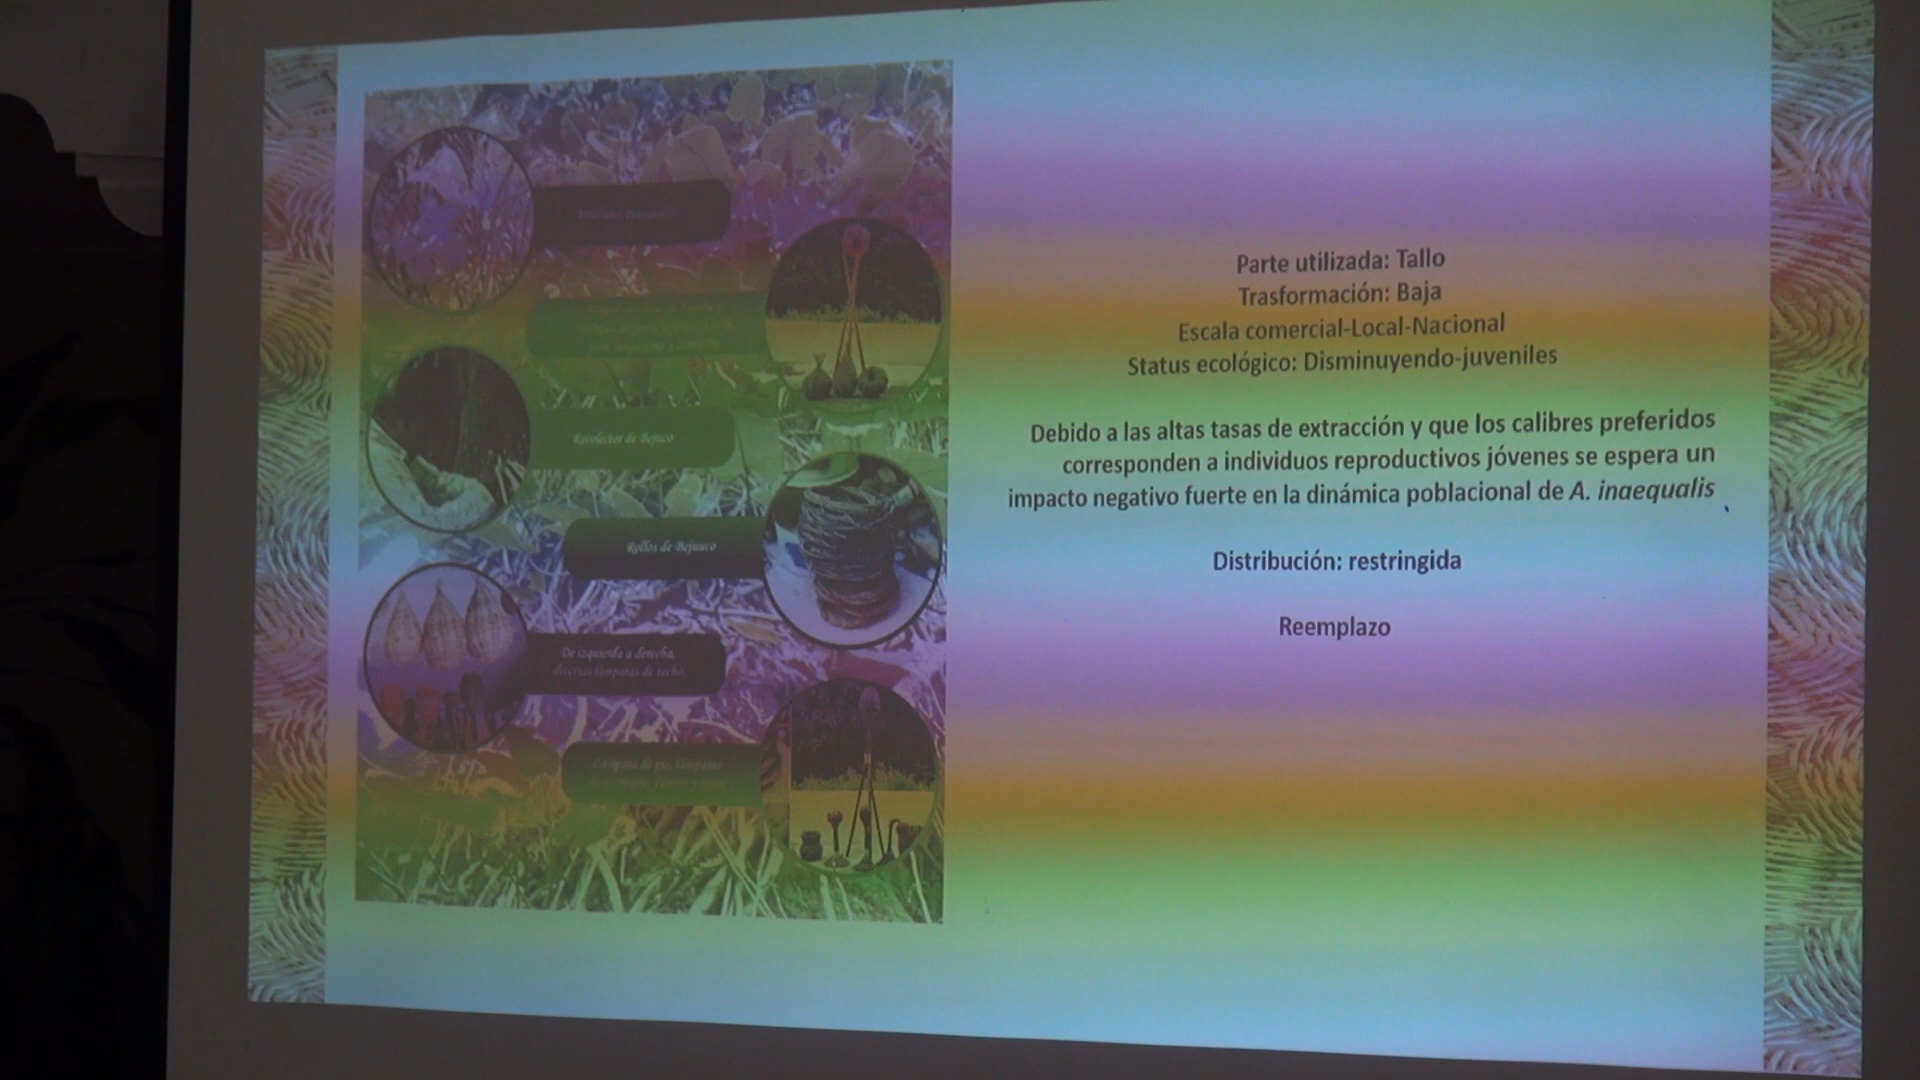 Recolector de Bejuco
Rollos de Bejuco
De izquierda a derecha,
diversas lámparas de techo.
Parte utilizada: Tallo
Trasformación: Baja
Escala comercial-Local-Nacional
Status ecológico: Disminuyendo-juveniles
Debido a las altas tasas de extracción y que los calibres preferidos
corresponden a individuos reproductivos jóvenes se espera un
impacto negativo fuerte en la dinámica poblacional de A. inaequalis
Distribución: restringida
Reemplazo